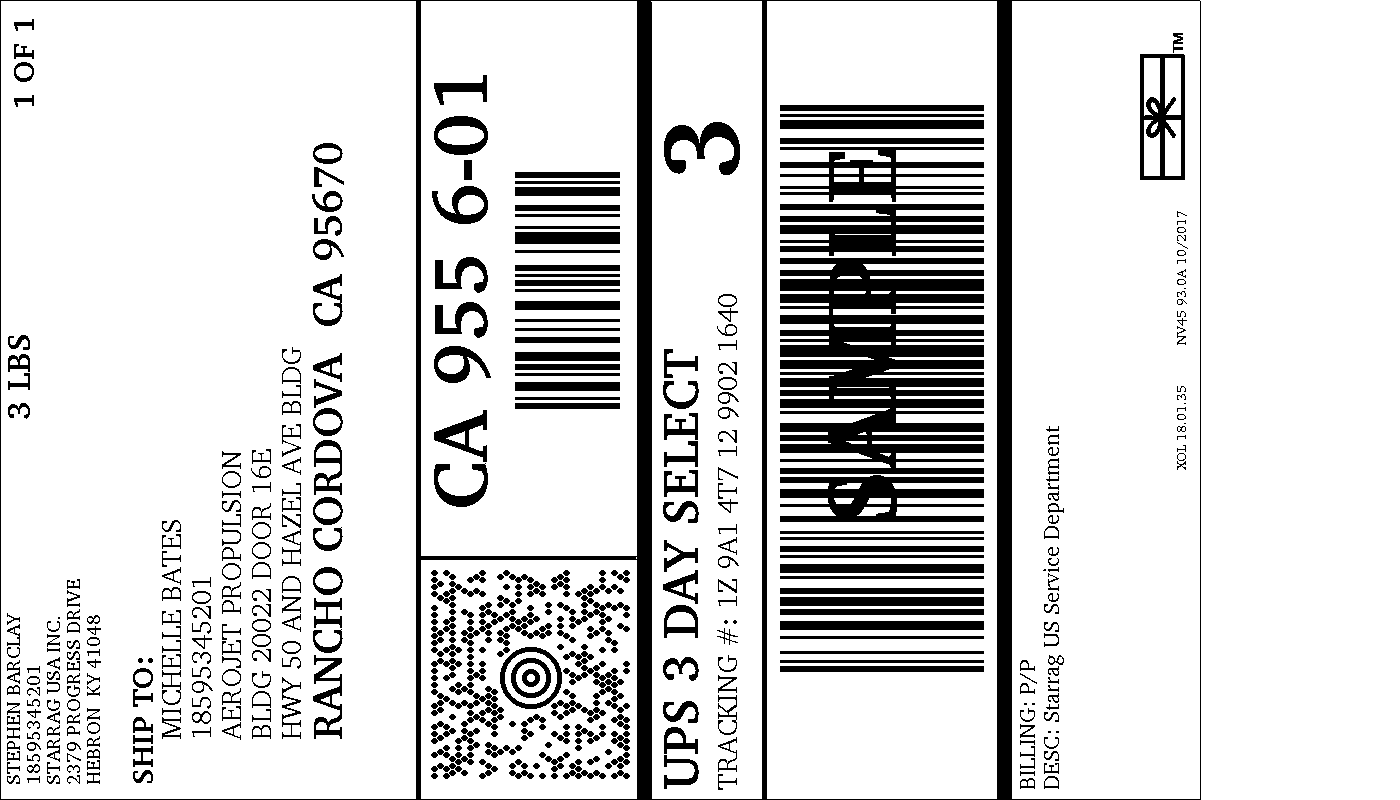 STEPHEN BARCLAY
18595345201
STARRAG USA INC.
2379 PROGRESS DRIVE
HEBRON KY 41048
3 LBS
1 OF 1
SHIP TO:
MICHELLE BATES
18595345201
AEROJET PROPULSION
BLDG 20022 DOOR 16E
HWY 50 AND HAZEL AVE BLDG
RANCHO CORDOVA CA 95670
CA 955 6-01
UPS 3 DAY SELECT
3
TRACKING #: 1Z 9A1 4T7 12 9902 1640
SAMPLE
BILLING: P/P
DESC: Starrag US Service Department
XOL 18.01.35 NV45 93.0A 10/2017
TM